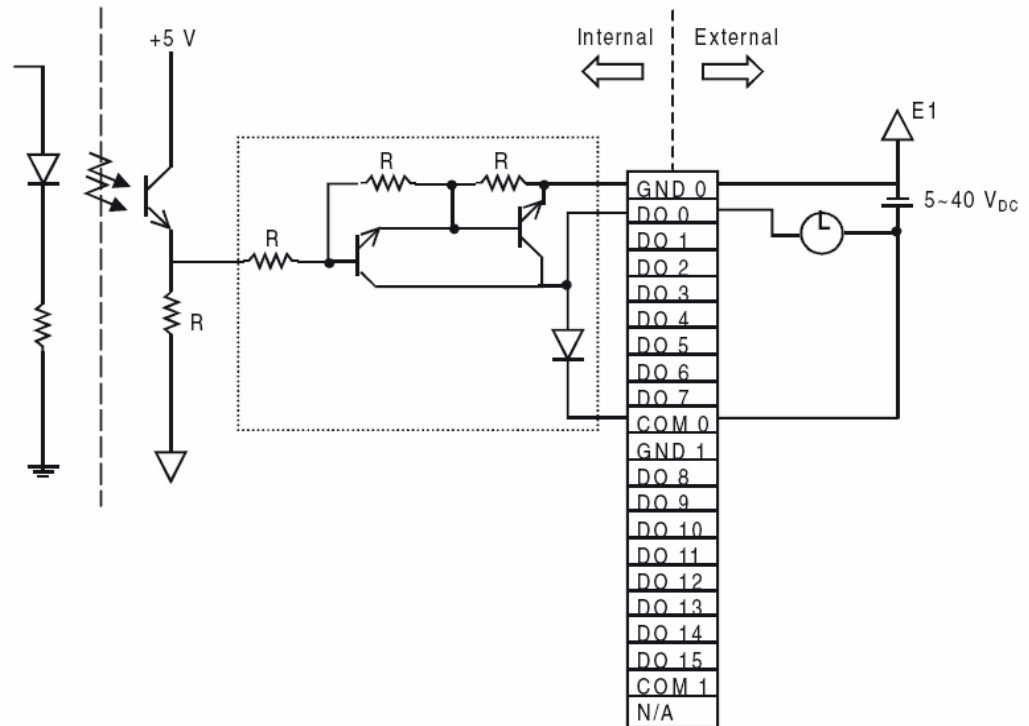 +5 V
Internal
External
E1
R
R
GND 0
5~40 VDC
DO 0
DO 1
R
DO 2
DO 3
DO 4
R
DO 5
DO 6
DO 7
COM 0
GND 1
DO 8
DO 9
DO 10
DO 11
DO 12
DO 13
DO 14
DO 15
COM 1
N/A